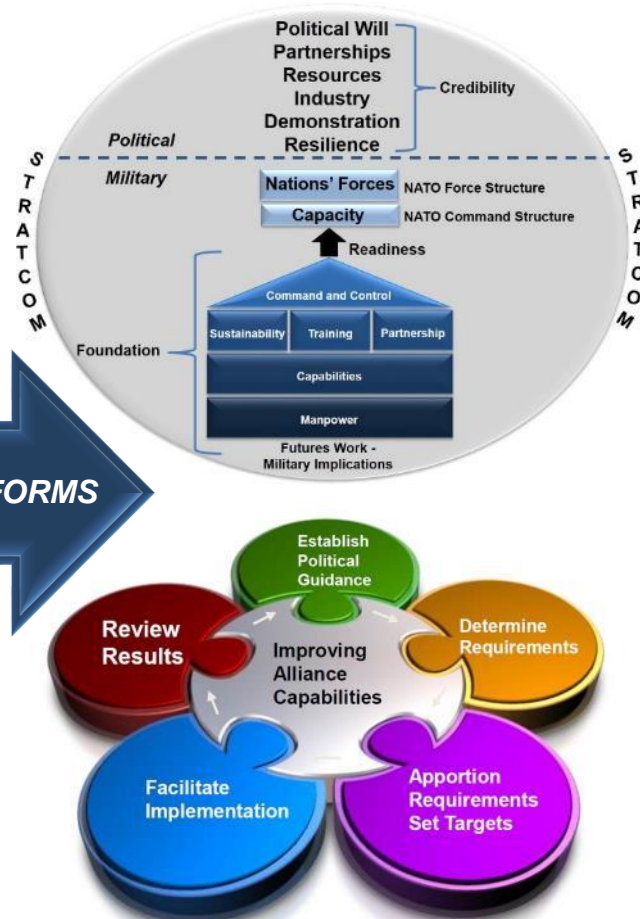 Political Will
Partnerships
Resources
Industry
Demonstration
Resilience
Credibility
Political
Military
STRATCOM
STRATCOM
Nations' Forces
NATO Force Structure
Capacity
NATO Command Structure
Readiness
Command and Control
Sustainability
Training
Partnership
Foundation
Capabilities
Manpower
Futures Work -
Military Implications
FORMS
Establish
Political
Guidance
Review
Results
Improving
Alliance
Capabilities
Determine
Requirements
Facilitate
Implementation
Apportion
Requirements
Set Targets